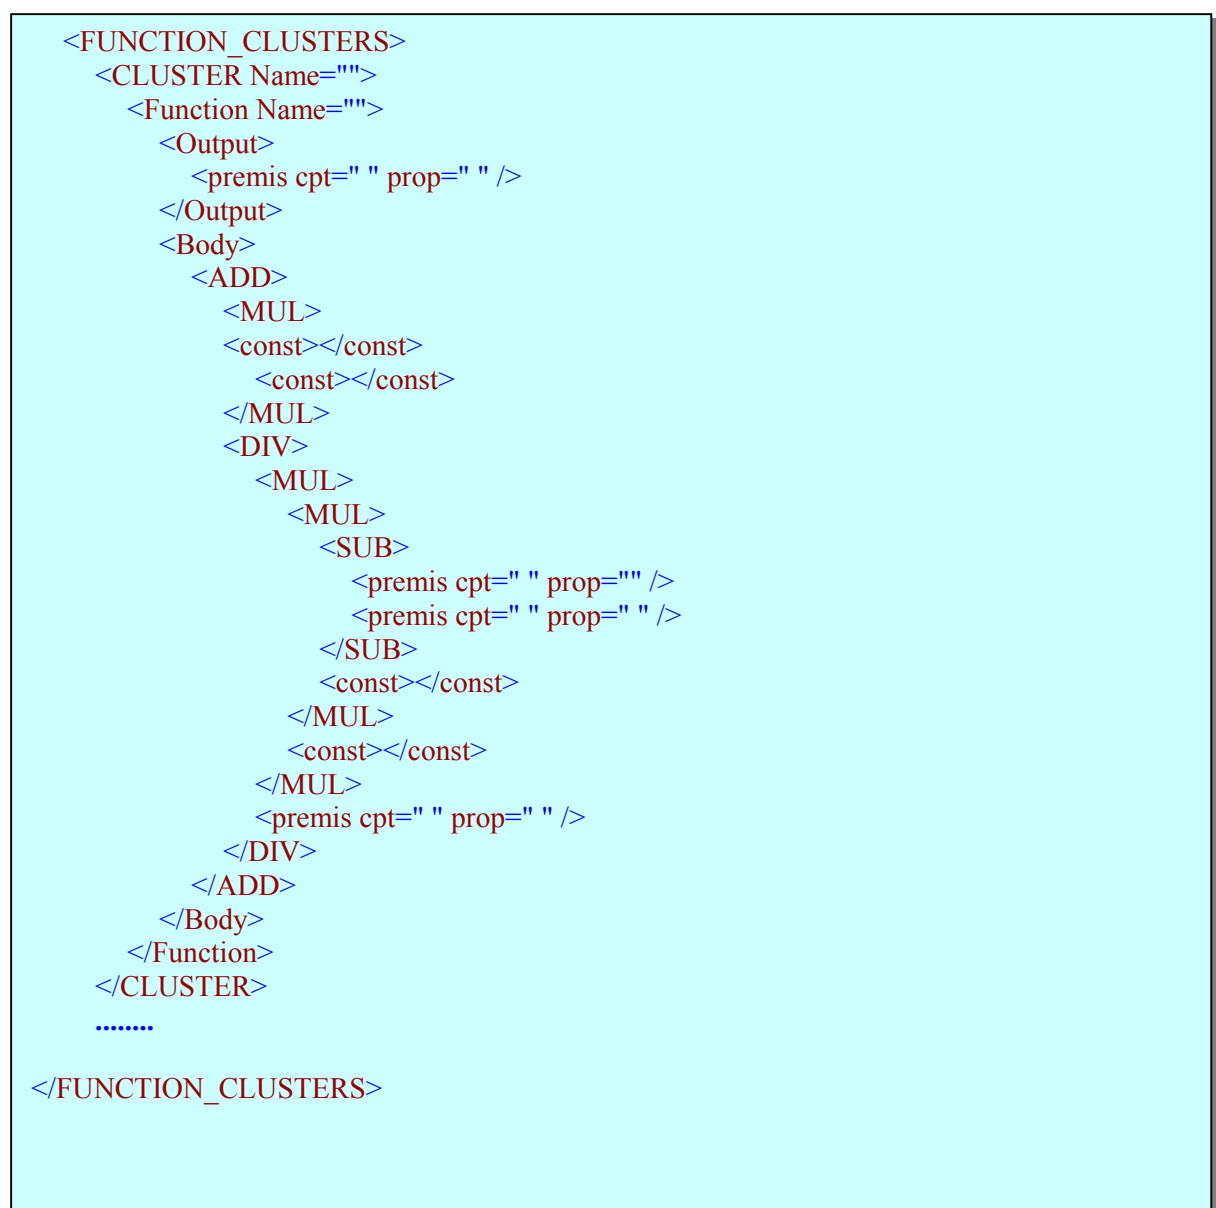 <FUNCTION_CLUSTERS>
<CLUSTER Name="">
<Function Name="">
<Output>
<premis cpt=" " prop=" " />
</Output>
<Body>
<ADD>
<MUL>
<const></const>
<const></const>
</MUL>
<DIV>
<MUL>
<MUL>
<SUB>
<premis cpt=" " prop="" />
<premis cpt=" " prop=" " />
</SUB>
<const></const>
</MUL>
<const></const>
</MUL>
<premis cpt=" " prop=" " />
</DIV>
</ADD>
</Body>
</Function>
</CLUSTER>
........
</FUNCTION_CLUSTERS>